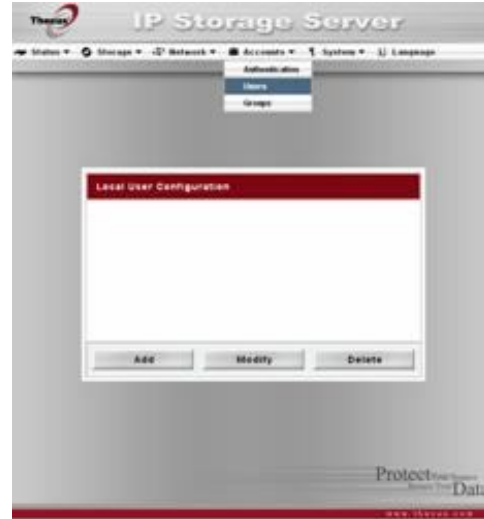 Thecus
IP Storage Server
Status Storage Network Accounts System Language
Authentication
Users
Groups
Local User Configuration
Add Modify Delete
Protect
Data
www.thecus.com